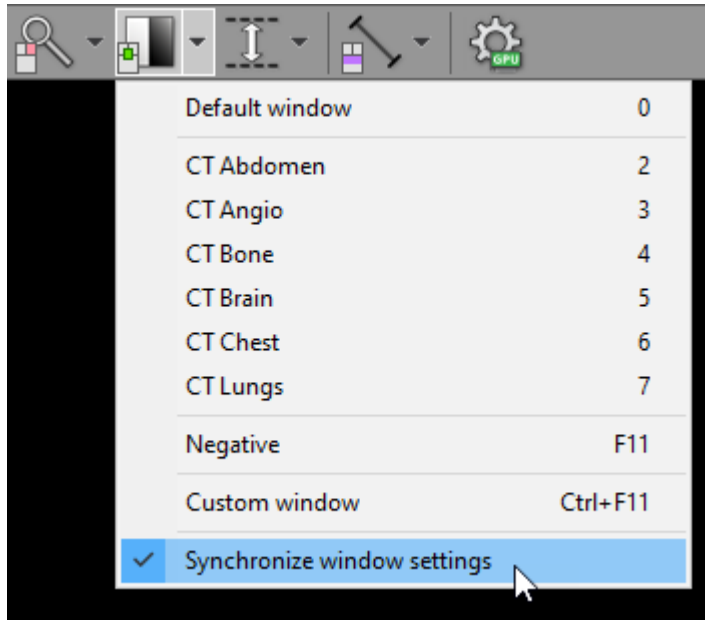 GPU
Default window 0
CT Abdomen 2
CT Angio 3
CT Bone 4
CT Brain 5
CT Chest 6
CT Lungs 7
Negative F11
Custom window Ctrl+F11
Synchronize window settings